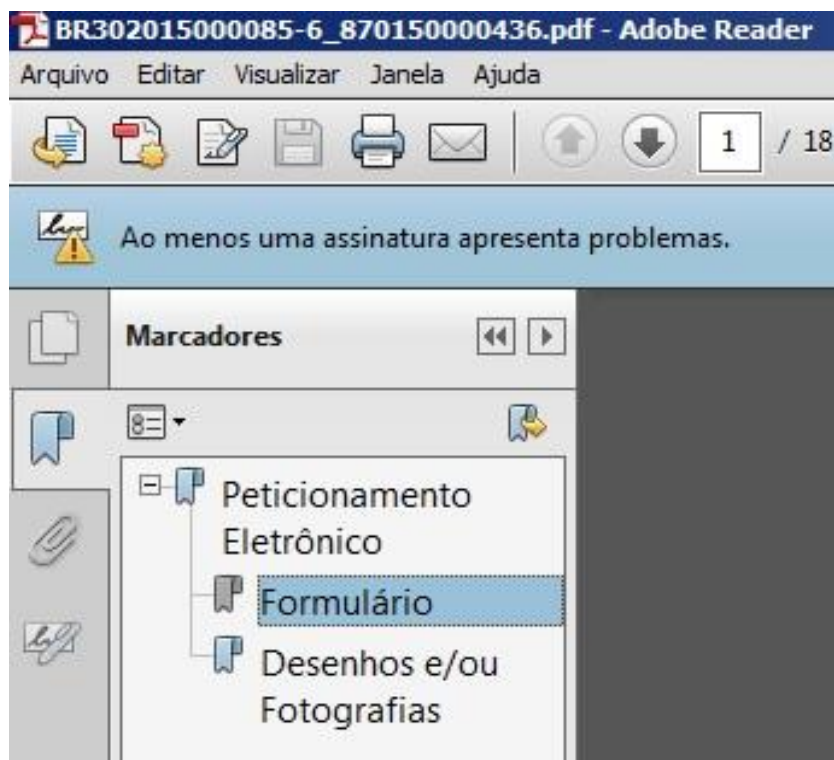 BR302015000085-6_870150000436.pdf - Adobe Reader
Arquivo Editar Visualizar Janela Ajuda
1 / 18
Ao menos uma assinatura apresenta problemas.
Marcadores
Peticionamento
Eletrônico
Formulário
Desenhos e/ou
Fotografias